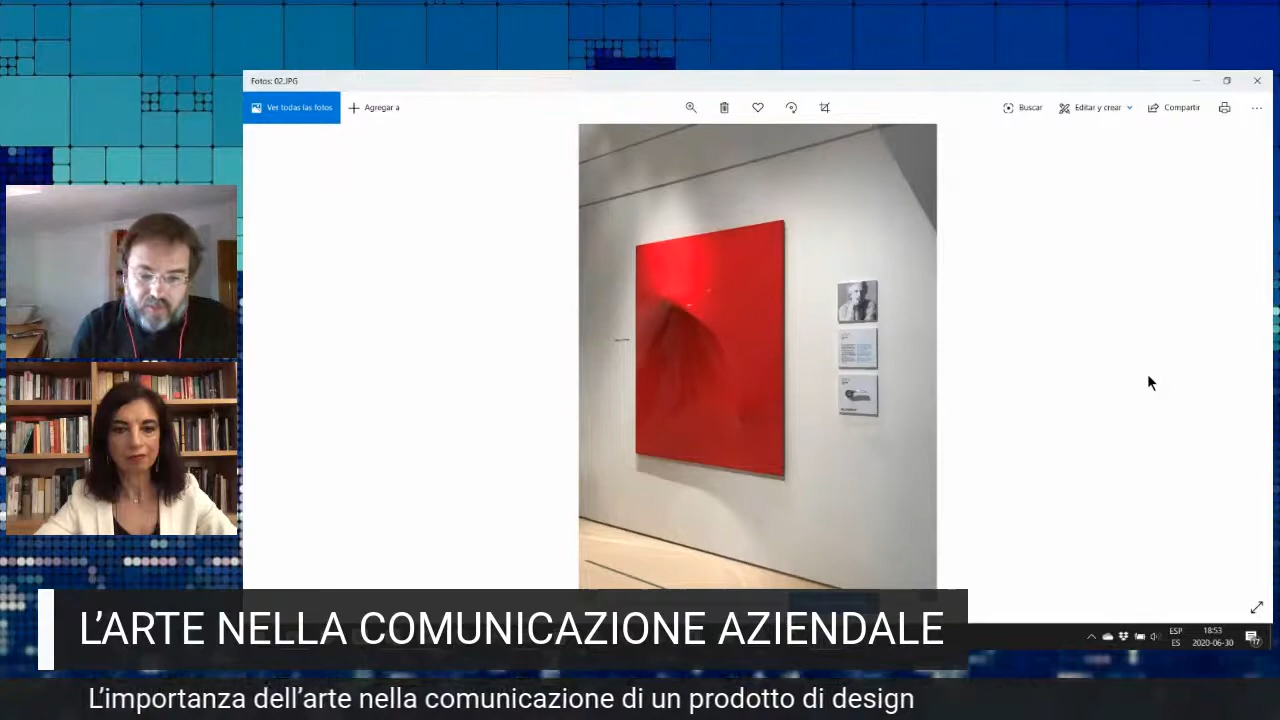 Fotos: 02.JPG
Ver todas las fotos
Agregar a
Buscar
Editar y crear
Compartir
ESP
ES
18:53
2020-06-30
17
L'ARTE NELLA COMUNICAZIONE AZIENDALE
L'importanza dell'arte nella comunicazione di un prodotto di design